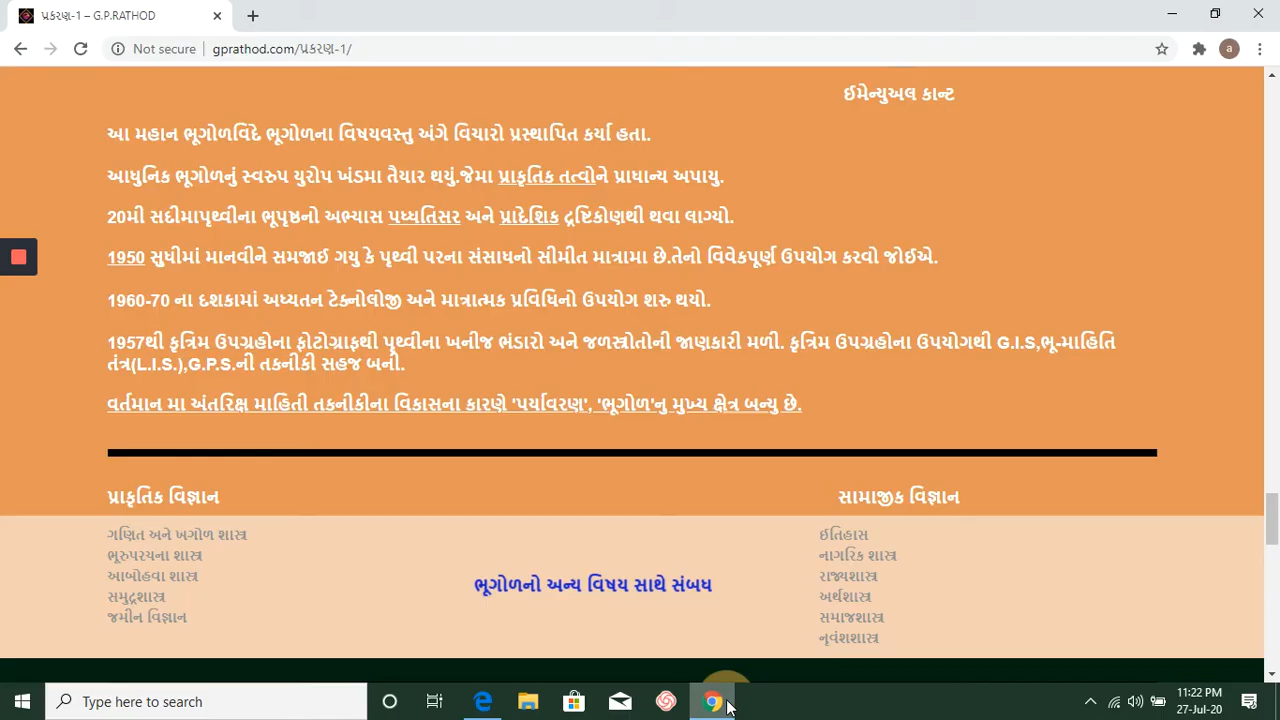 પ્રકરણ-1 – G.P.RATHOD
Not secure
gprathod.com/પ્રકરણ-1/
a
ઈમેન્યુઅલ કાન્ટ
આ મહાન ભૂગોળવિદે ભૂગોળના વિષયવસ્તુ અંગે વિચારો પ્રસ્થાપિત કર્યા હતા.
આધુનિક ભૂગોળનું સ્વરુપ યુરોપ ખંડમા તૈયાર થયું.જેમા પ્રાકૃતિક તત્વોને પ્રાધાન્ય અપાયુ.
20મી સદીમાપૃથ્વીના ભૂપૃષ્ઠનો અભ્યાસ પધ્ધતિસર અને પ્રાદેશિક દ્રષ્ટિકોણથી થવા લાગ્યો.
1950 સુધીમાં માનવીને સમજાઈ ગયુ કે પૃથ્વી પરના સંસાધનો સીમીત માત્રામા છે.તેનો વિવેકપૂર્ણ ઉપયોગ કરવો જોઈએ.
1960-70 ના દશકામાં અધ્યતન ટેક્નોલોજી અને માત્રાત્મક પ્રવિધિનો ઉપયોગ શરુ થયો.
1957થી કૃત્રિમ ઉપગ્રહોના ફોટોગ્રાફથી પૃથ્વીના ખનીજ ભંડારો અને જળસ્ત્રોતોની જાણકારી મળી. કૃત્રિમ ઉપગ્રહોના ઉપયોગથી G.I.S,ભૂ-માહિતિ
તંત્ર(L.I.S.),G.P.S.ની તકનીકી સહજ બની.
વર્તમાન મા અંતરિક્ષ માહિતી તકનીકીના વિકાસના કારણે 'પર્યાવરણ', 'ભૂગોળ'નુ મુખ્ય ક્ષેત્ર બન્યુ છે.
પ્રાકૃતિક વિજ્ઞાન
ગણિત અને ખગોળ શાસ્ત્ર
ભૂરુપરયના શાસ્ત્ર
આબોહવા શાસ્ત્ર
સમુદ્રશાસ્ત્ર
જમીન વિજ્ઞાન
ભૂગોળનો અન્ય વિષય સાથે સંબધ
સામાજીક વિજ્ઞાન
ઈતિહાસ
નાગરિક શાસ્ત્ર
રાજ્યશાસ્ત્ર
અર્થશાસ્ત્ર
સમાજશાસ્ત્ર
નૃવંશશાસ્ત્ર
Type here to search
11:22 PM
27-Jul-20